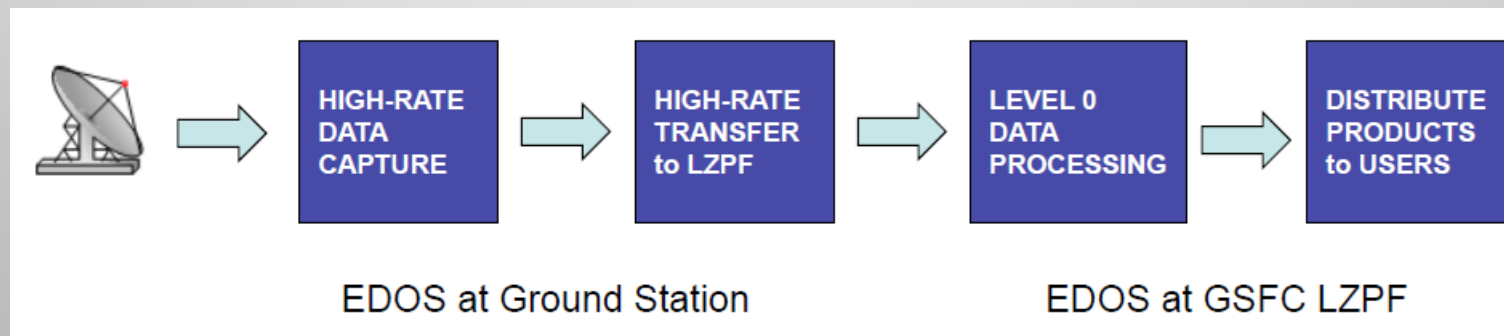 HIGH-RATE
DATA
CAPTURE
HIGH-RATE
TRANSFER
to LZPF
LEVEL 0
DATA
PROCESSING
DISTRIBUTE
PRODUCTS
to USERS
EDOS at Ground Station
EDOS at GSFC LZPF